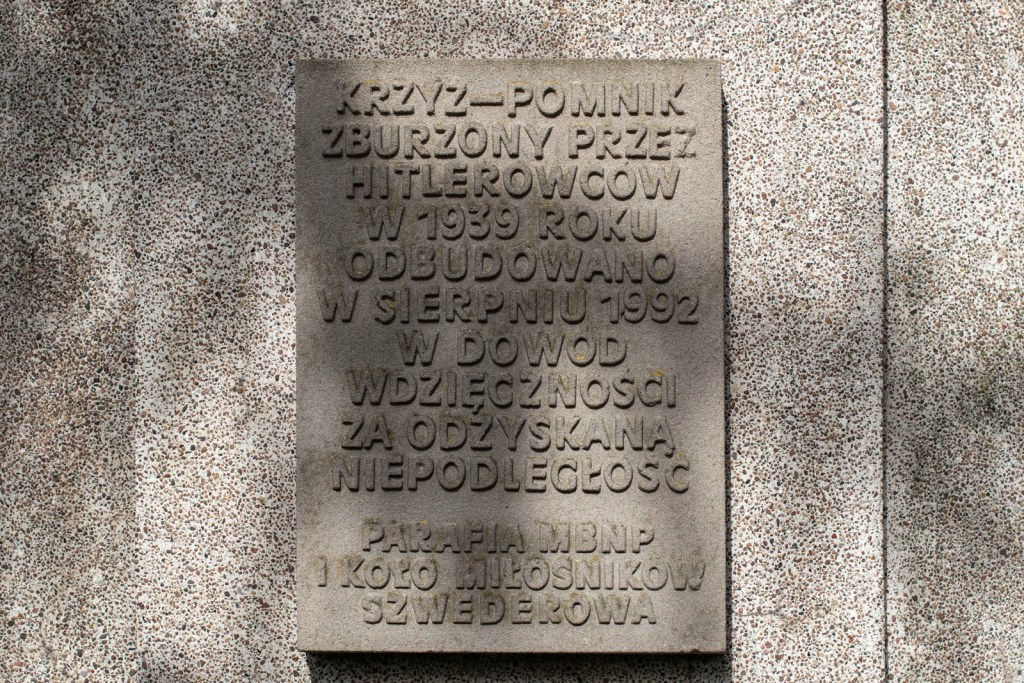 KRZYŻ-POMNIK
ZBURZONY PRZEZ
HITLEROWCÓW
W 1939 ROKU
ODBUDOWANO
W SIERPNIU 1992
W DOWÓD
WDZIĘCZNOŚCI
ZA ODZYSKANĄ
NIEPODLEGŁOŚĆ
PARAFIA MBNP
I KOŁO MIŁOŚNIKÓW
SZWEDEROWA